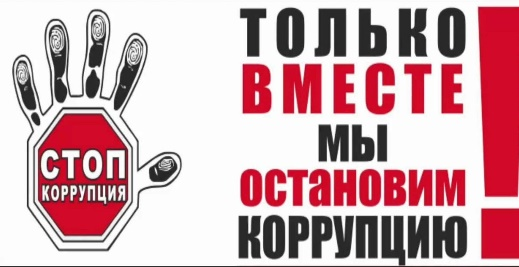 СТОП
КОРРУПЦИЯ
ТОЛЬКО
ВМЕСТЕ
МЫ
ОСТАНОВИМ
КОРРУПЦИЮ!